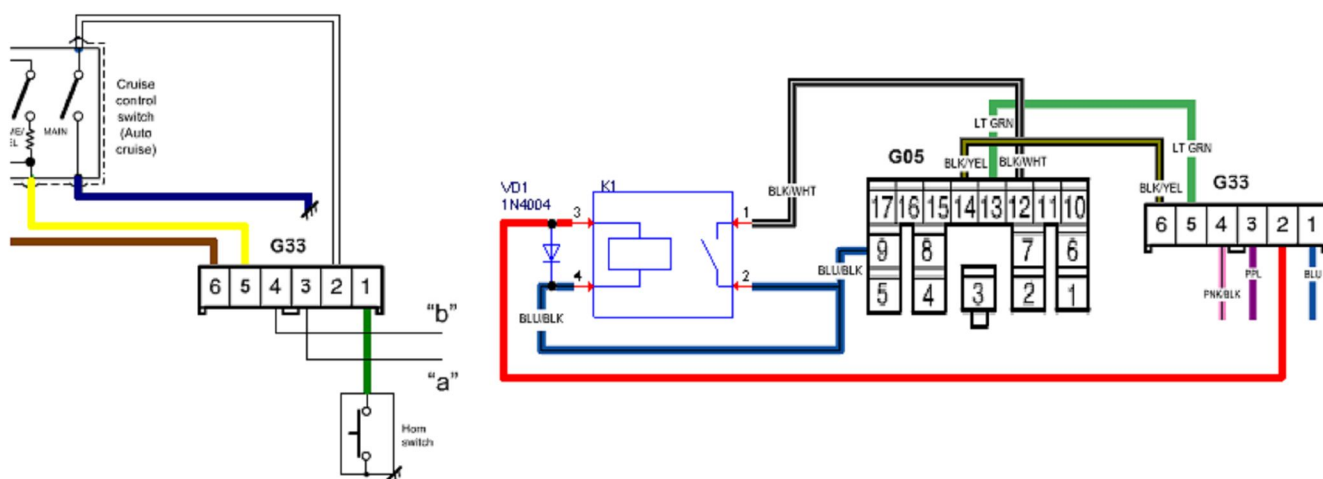 Cruise
control
switch
(Auto
cruise)
MAIN
G33
6 5 4 3 2 1
“b”
“a”
Horn
switch
VD1
1N4004
K1
3
4
1
2
BLU/BLK
BLK/WHT
BLU/BLK
G05
BLK/YEL
LT GRN
BLK/WHT
17 16 15 14 13 12 11 10
9 8 7 6
5 4 3 2 1
LT GRN
BLK/YEL
G33
6 5 4 3 2 1
PNK/BLK
PPL
BLU